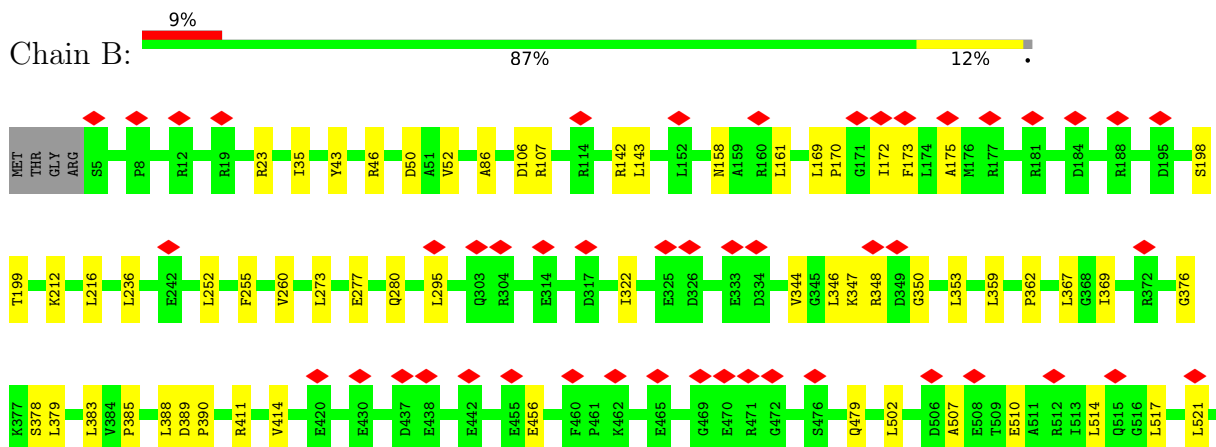 9%
Chain B:
87% 12% •
MET THR GLY ARG S5 P8 R12 R19 R23 I35 Y43 R46 D50 A51 V52 A86 D106 R107 R114 R142 L143 L152 N158 A159 R160 L161 L169 P170 G171 I172 F173 L174 A175 M176 R177 R181 D184 R188 D195 S198
T199 K212 L216 L236 E242 L252 F255 V260 L273 E277 Q280 L295 Q303 R304 E314 D317 I322 E325 D326 E333 D334 V344 G345 L346 K347 R348 D349 G350 L353 L359 P362 L367 G368 I369 R372 G376
K377 S378 L379 L383 V384 P385 L388 D389 P390 R411 V414 E420 E430 D437 E438 E442 E455 E456 F460 P461 K462 E465 G469 E470 R471 G472 S476 Q479 L502 D506 A507 E508 T509 E510 A511 R512 I513 L514 Q515 G516 L517 L521